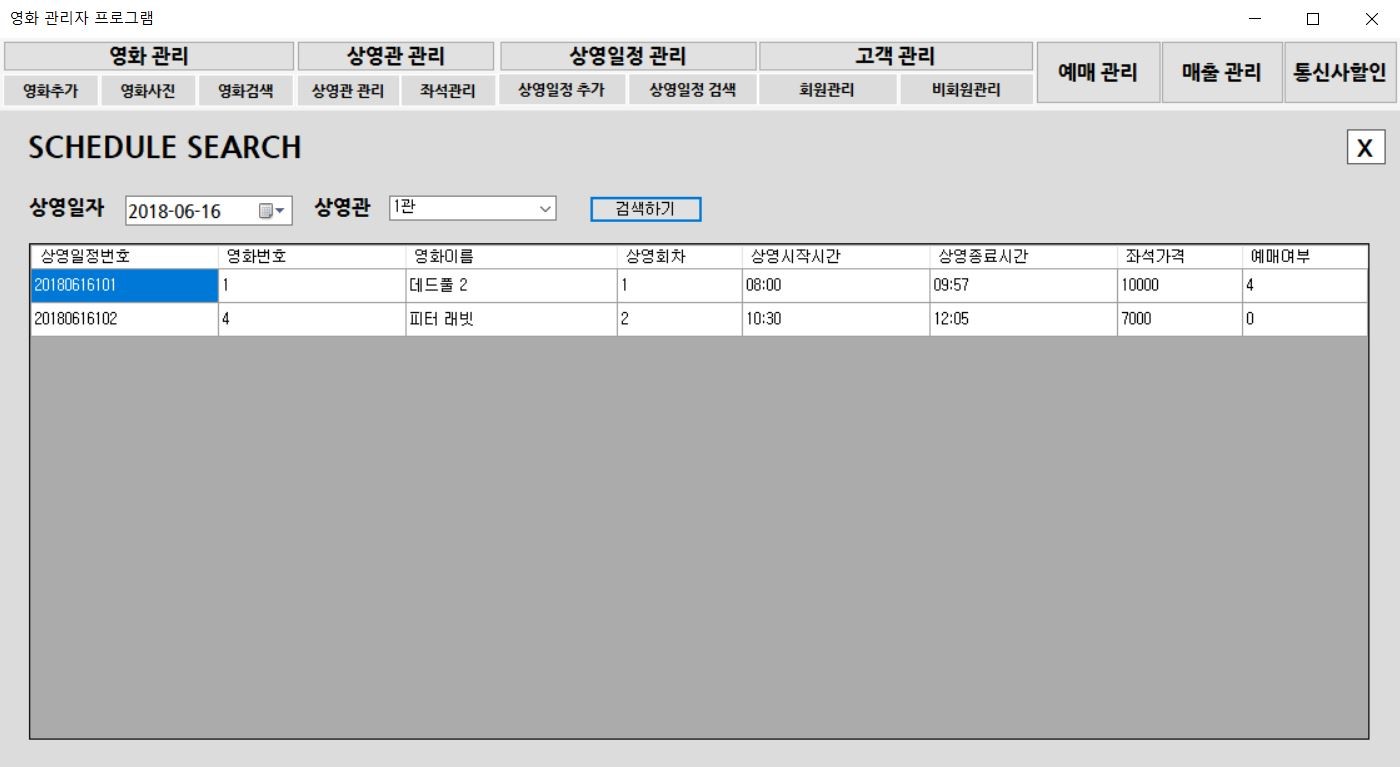 영화 관리자 프로그램
영화 관리 상영관 관리 상영일정 관리 고객 관리 예매 관리 매출 관리 통신사할인
영화추가 영화사진 영화검색 상영관 관리 좌석관리 상영일정 추가 상영일정 검색 회원관리 비회원관리
SCHEDULE SEARCH X
상영일자 2018-06-16 상영관 1관 검색하기
상영일정번호 영화번호 영화이름 상영회차 상영시작시간 상영종료시간 좌석가격 예매여부
20180616101 1 데드풀 2 1 08:00 09:57 10000 4
20180616102 4 피터 래빗 2 10:30 12:05 7000 0